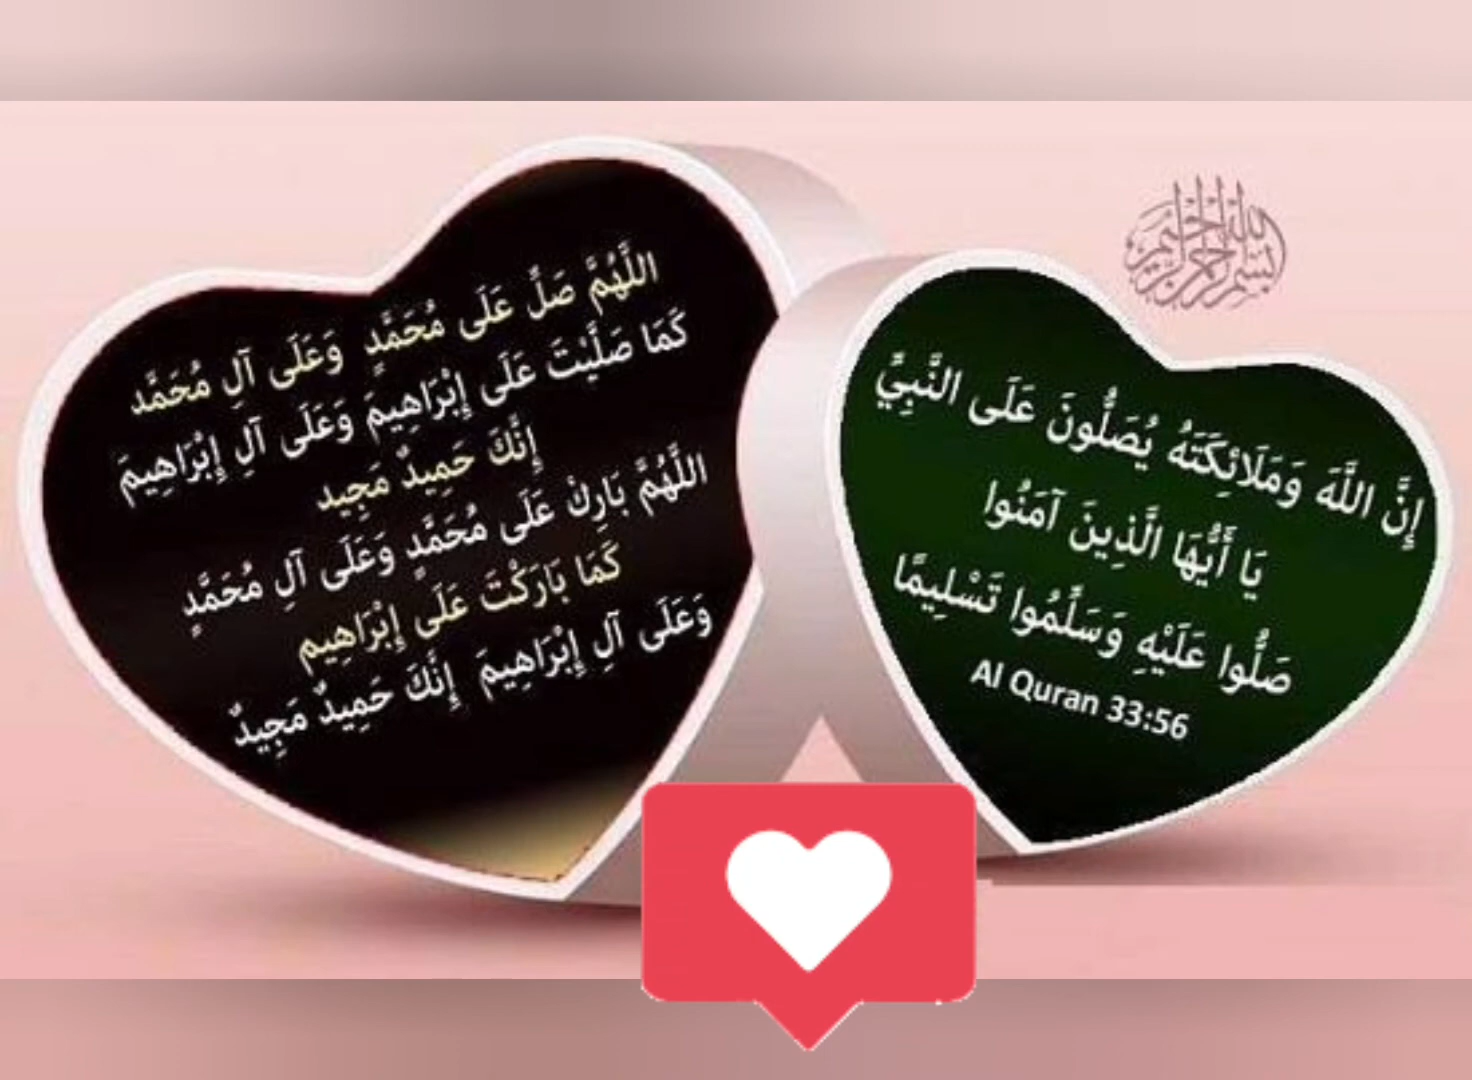 اللَّهُمَّ صَلِّ عَلَى مُحَمَّدٍ وَعَلَى آلِ مُحَمَّد
كَمَا صَلَّيْتَ عَلَى إِبْرَاهِيمَ وَعَلَى آلِ إِبْرَاهِيمَ
إِنَّكَ حَمِيدٌ مَجِيد
اللَّهُمَّ بَارِكْ عَلَى مُحَمَّدٍ وَعَلَى آلِ مُحَمَّدٍ
كَمَا بَارَكْتَ عَلَى إِبْرَاهِيم
وَعَلَى آلِ إِبْرَاهِيمَ إِنَّكَ حَمِيدٌ مَجِيدٌ
بسم الله الرحمن الرحيم
إِنَّ اللَّهَ وَمَلَائِكَتَهُ يُصَلُّونَ عَلَى النَّبِيِّ
يَا أَيُّهَا الَّذِينَ آمَنُوا
صَلُّوا عَلَيْهِ وَسَلِّمُوا تَسْلِيمًا
Al Quran 33:56